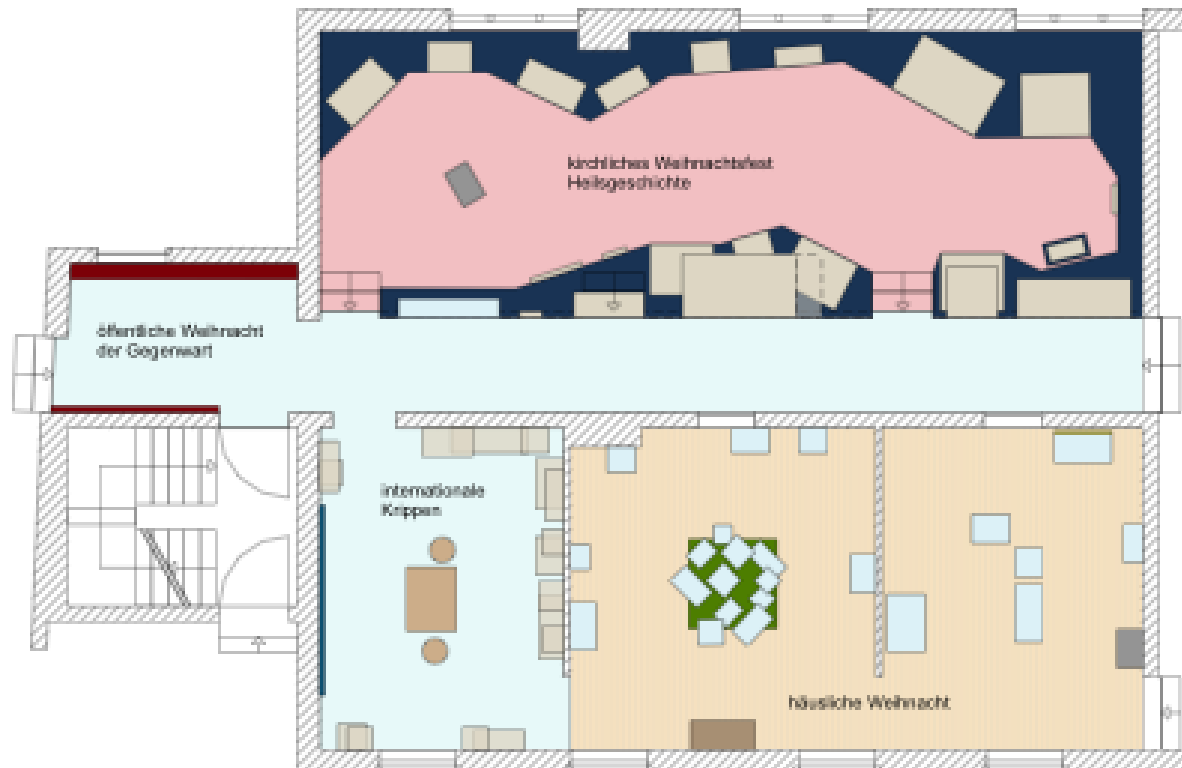 kirchliches Weihnachtsfest
Heilsgeschichte
öffentliche Weihnacht
der Gegenwart
internationale
Krippen
häusliche Weihnacht